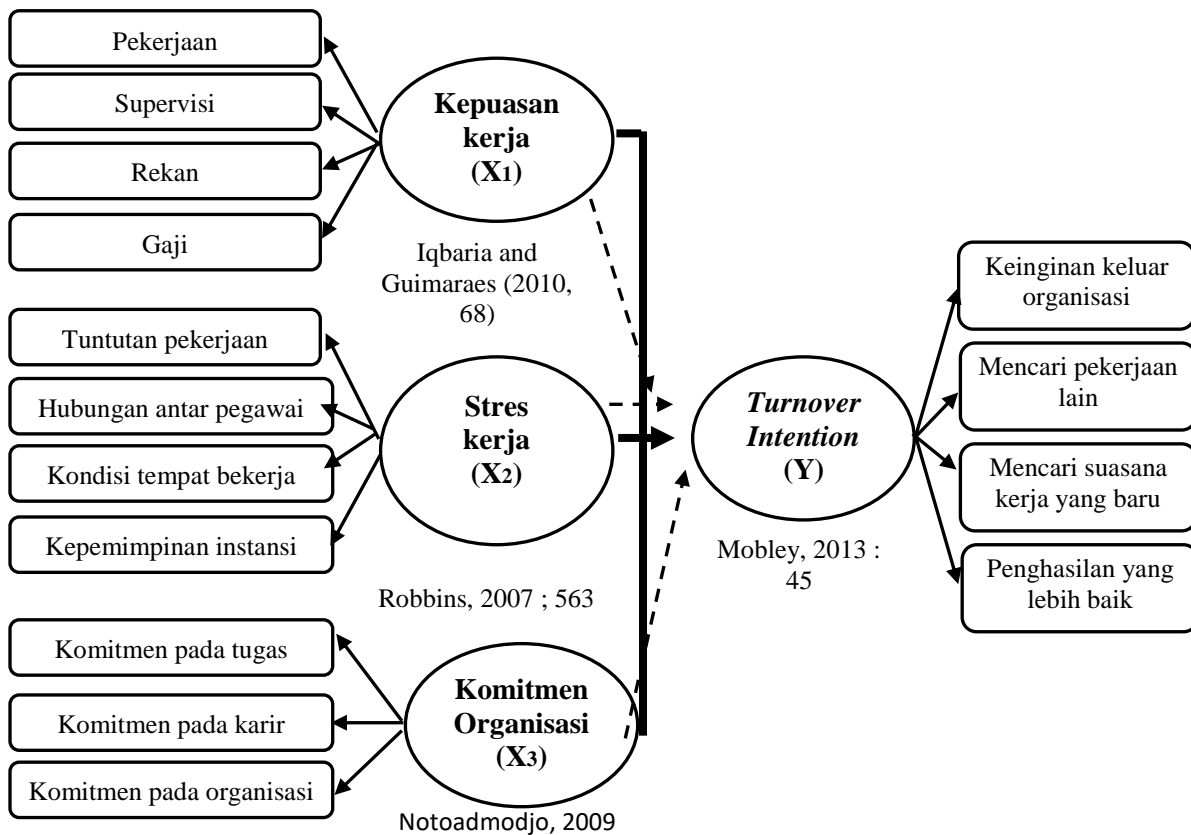 Pekerjaan
Supervisi
Rekan
Gaji
Kepuasan
kerja
(X1)
Iqbaria and
Guimaraes (2010,
68)
Tuntutan pekerjaan
Hubungan antar pegawai
Kondisi tempat bekerja
Kepemimpinan instansi
Stres
kerja
(X2)
Robbins, 2007 ; 563
Komitmen pada tugas
Komitmen pada karir
Komitmen pada organisasi
Komitmen
Organisasi
(X3)
Notoadmodjo, 2009
Turnover
Intention
(Y)
Mobley, 2013 :
45
Keinginan keluar
organisasi
Mencari pekerjaan
lain
Mencari suasana
kerja yang baru
Penghasilan yang
lebih baik